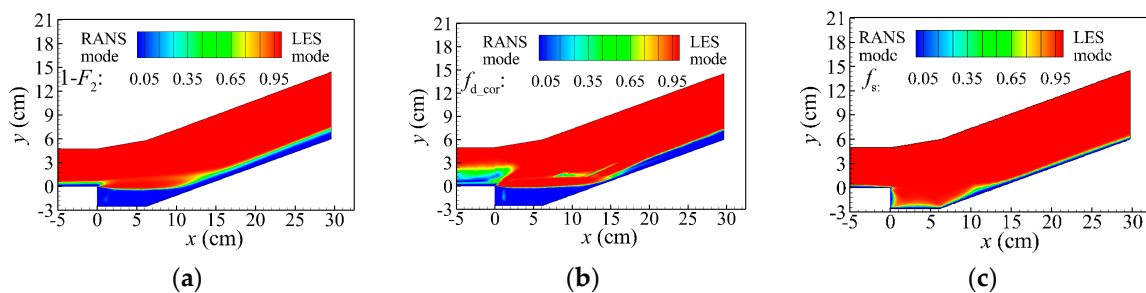 21
18
15
12
9
6
3
0
-3
y (cm)
RANS mode
LES mode
1-F2:
0.05 0.35 0.65 0.95
-5 0 5 10 15 20 25 30
x (cm)
(a)
21
18
15
12
9
6
3
0
-3
y (cm)
RANS mode
LES mode
fd_cor:
0.05 0.35 0.65 0.95
-5 0 5 10 15 20 25 30
x (cm)
(b)
21
18
15
12
9
6
3
0
-3
y (cm)
RANS mode
LES mode
fs:
0.05 0.35 0.65 0.95
-5 0 5 10 15 20 25 30
x (cm)
(c)